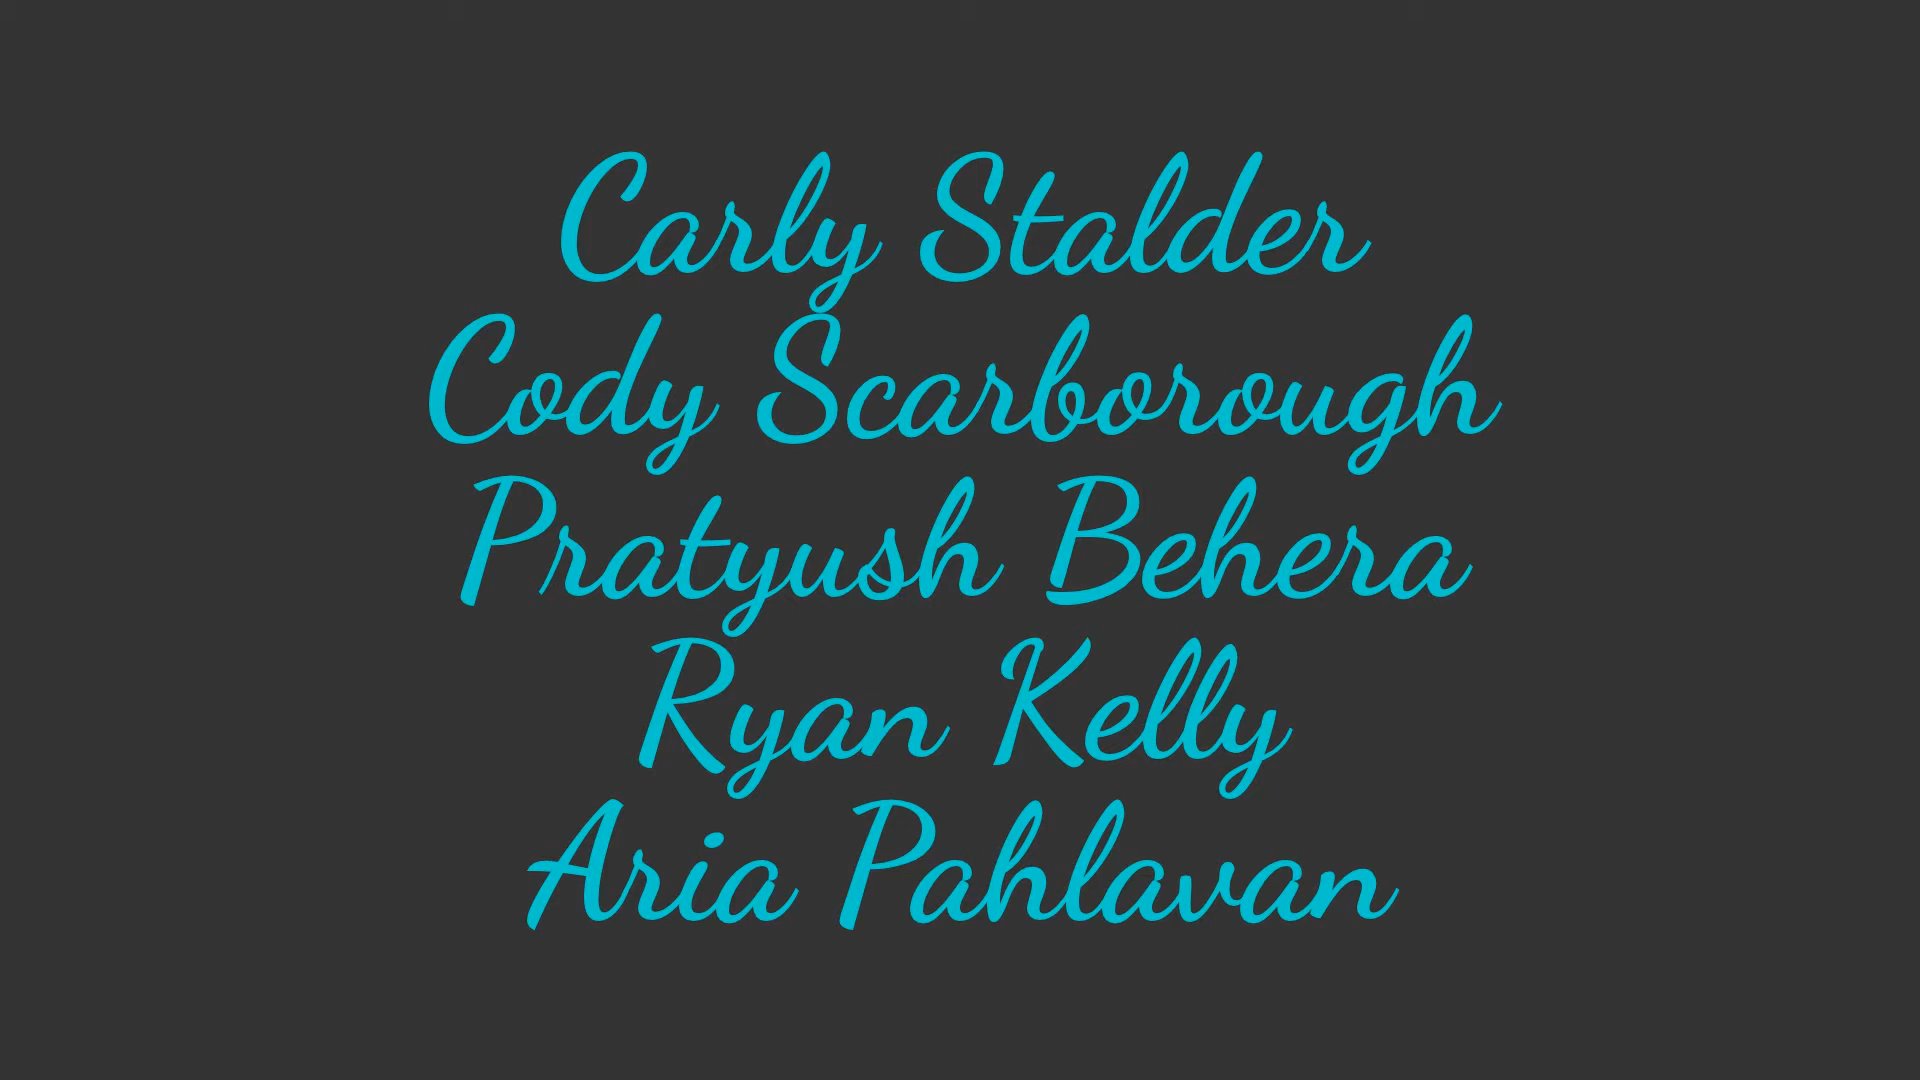 Carly Stalder
Cody Scarborough
Pratyush Behera
Ryan Kelly
Aria Pahlavan